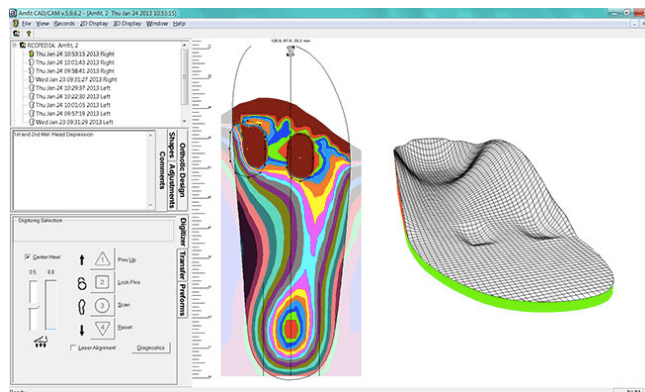 Amfit CAD/CAM v.5.9.6.2 - [Amfit, 2 Thu Jan 24 10:53:15]
File View Records 2D Display 3D Display Window Help
Amfit, 2
Thu Jan 24 10:53:15 2013 Right
Thu Jan 24 10:01:43 2013 Right
Thu Jan 24 09:58:41 2013 Right
Wed Jan 23 09:31:27 2013 Right
Thu Jan 24 10:29:37 2013 Left
Thu Jan 24 10:22:30 2013 Left
Thu Jan 24 10:01:05 2013 Left
Thu Jan 24 09:57:19 2013 Left
Wed Jan 23 09:31:29 2013 Left
1st and 2nd Met Head Depression
Orthotic Design
Adjustments
Shapes
Comments
Digitizing Selection
Center Heel
0.5 0.8
1 Pins Up
2 Lock Pins
3 Scan
4 Reset
Laser Alignment
Diagnostics
Digitizer
Transfer
Preforms
Ready
NUM